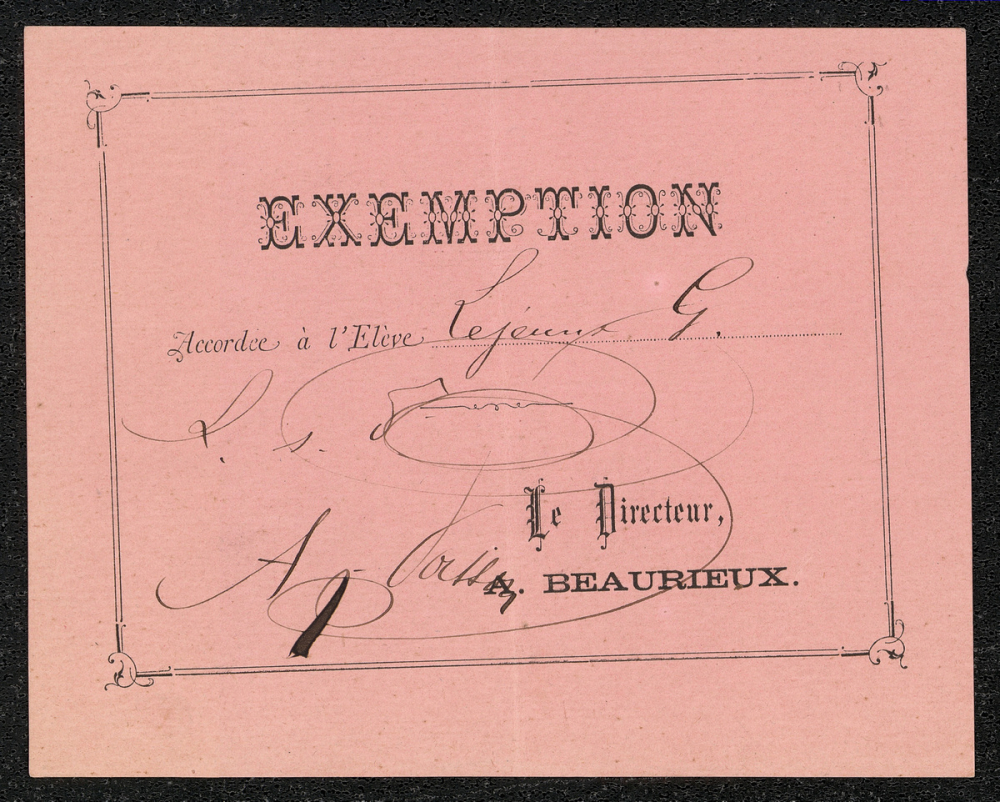 EXEMPTION
Accordée à l'Elève Lejeune G.
L. s.
Le Directeur,
A.
A. BEAURIEUX.